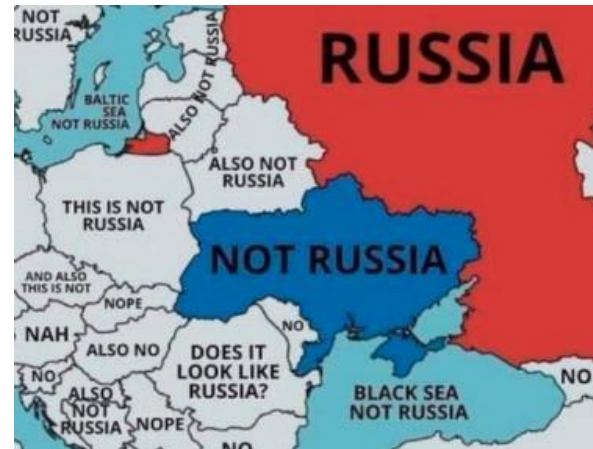 NOT
RUSSIA
RUSSIA
BALTIC
SEA
NOT RUSSIA
ALSO NOT RUSSIA
ALSO NOT
RUSSIA
THIS IS NOT
RUSSIA
NOT RUSSIA
AND ALSO
THIS IS NOT
NOPE
NAH
ALSO NO
NO
DOES IT
LOOK LIKE
RUSSIA?
NO
ALSO
NOT
RUSSIA
NOPE
BLACK SEA
NOT RUSSIA
NO
NO